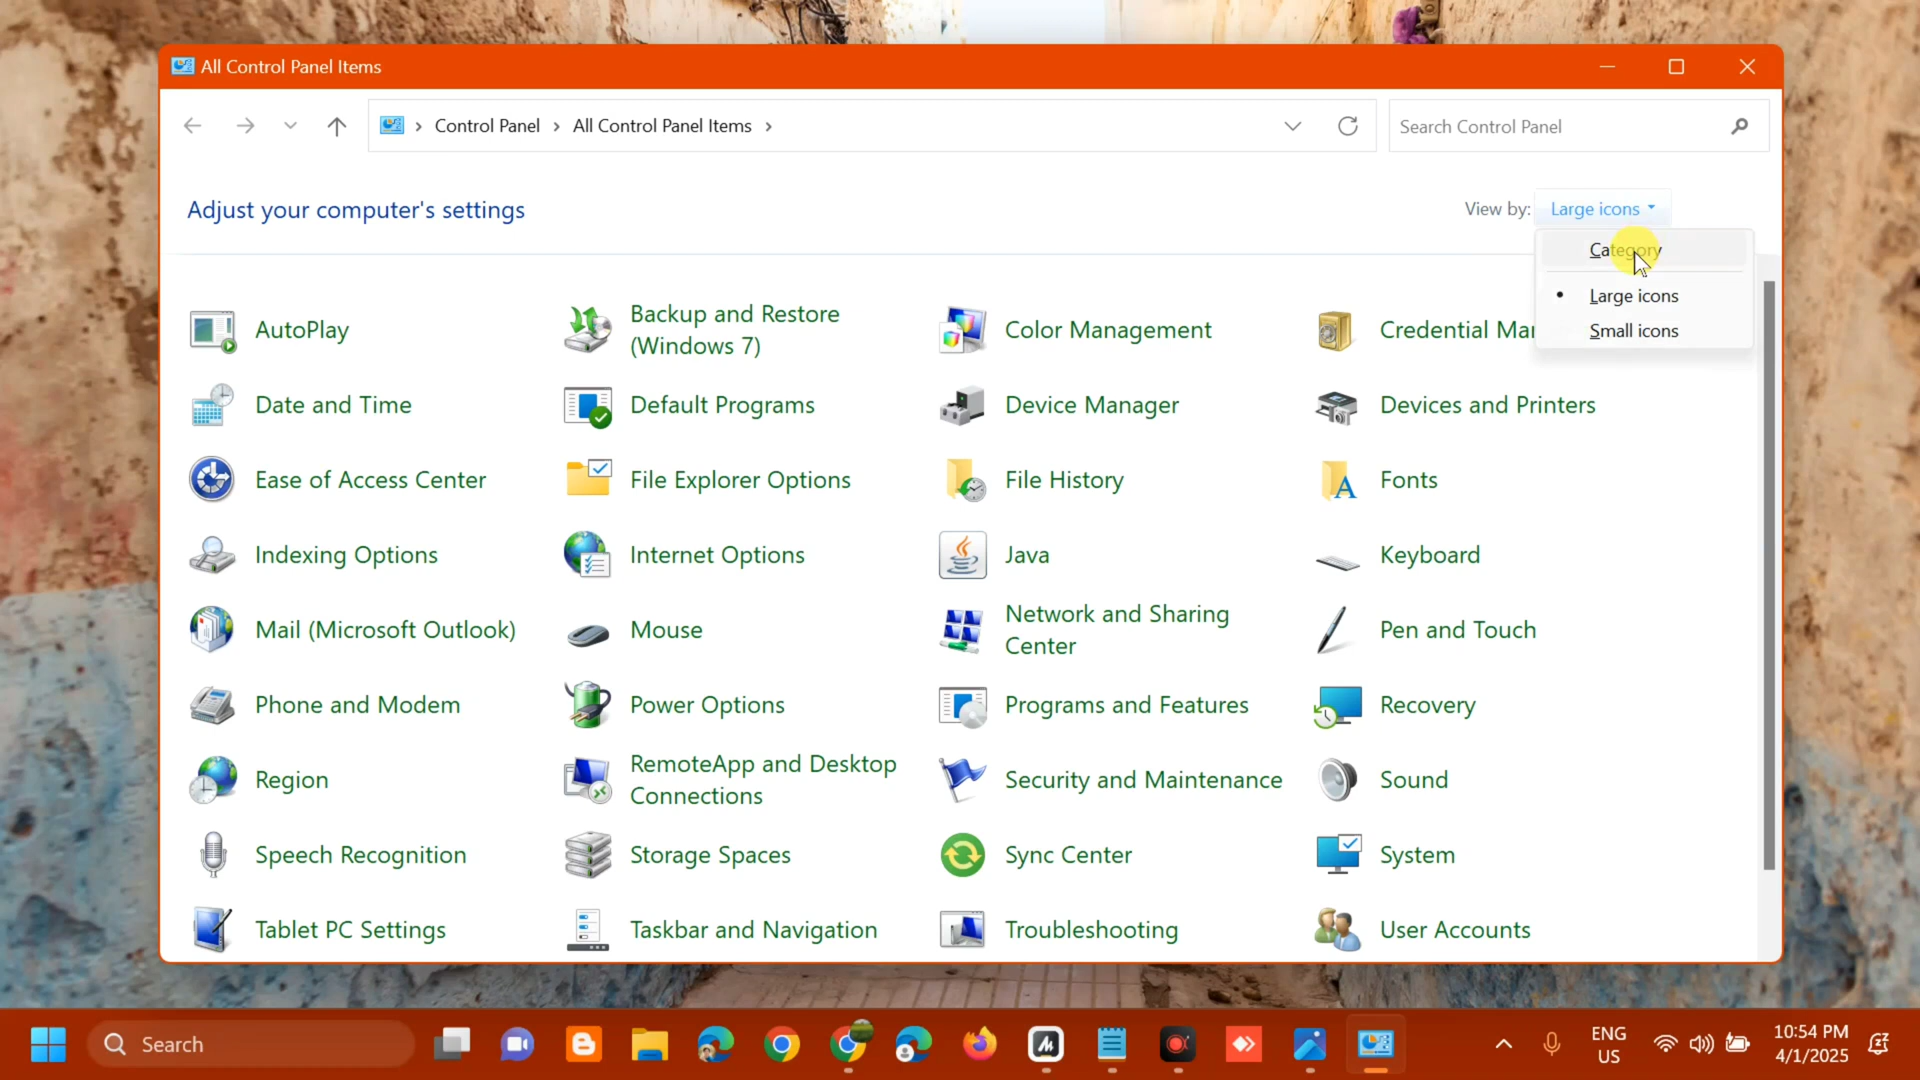 All Control Panel Items
Control Panel
All Control Panel Items
Search Control Panel
Adjust your computer's settings
View by:
Large icons
Category
Large icons
Small icons
AutoPlay
Backup and Restore
(Windows 7)
Color Management
Credential Mar
Date and Time
Default Programs
Device Manager
Devices and Printers
Ease of Access Center
File Explorer Options
File History
Fonts
Indexing Options
Internet Options
Java
Keyboard
Mail (Microsoft Outlook)
Mouse
Network and Sharing
Center
Pen and Touch
Phone and Modem
Power Options
Programs and Features
Recovery
Region
RemoteApp and Desktop
Connections
Security and Maintenance
Sound
Speech Recognition
Storage Spaces
Sync Center
System
Tablet PC Settings
Taskbar and Navigation
Troubleshooting
User Accounts
Search
ENG
US
10:54 PM
4/1/2025